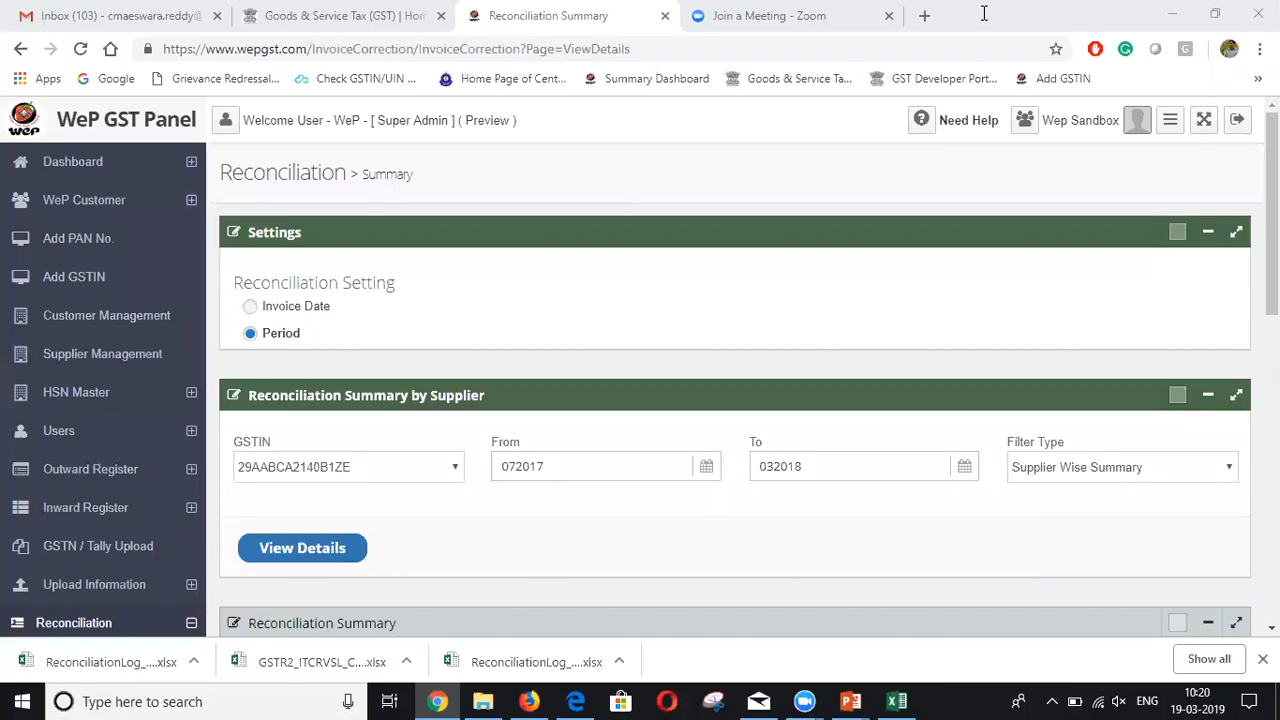 Inbox (103) - cmaeswara.reddy@
Goods & Service Tax (GST) | Hom
Reconciliation Summary
Join a Meeting - Zoom
https://www.wepgst.com/InvoiceCorrection/InvoiceCorrection?Page=ViewDetails
Apps
Google
Grievance Redressal...
Check GSTIN/UIN ...
Home Page of Cent...
Summary Dashboard
Goods & Service Ta...
GST Developer Port...
Add GSTIN
»
WeP
WeP GST Panel
Welcome User - WeP - [ Super Admin ] ( Preview )
Need Help
Wep Sandbox
Dashboard
WeP Customer
Add PAN No.
Add GSTIN
Customer Management
Supplier Management
HSN Master
Users
Outward Register
Inward Register
GSTN / Tally Upload
Upload Information
Reconciliation
Reconciliation > Summary
Settings
Reconciliation Setting
Invoice Date
Period
Reconciliation Summary by Supplier
GSTIN
From
To
Filter Type
29AABCA2140B1ZE
072017
032018
Supplier Wise Summary
View Details
Reconciliation Summary
ReconciliationLog_....xlsx
GSTR2_ITCRVSL_C....xlsx
ReconciliationLog_....xlsx
Show all
Type here to search
ENG
10:20
19-03-2019